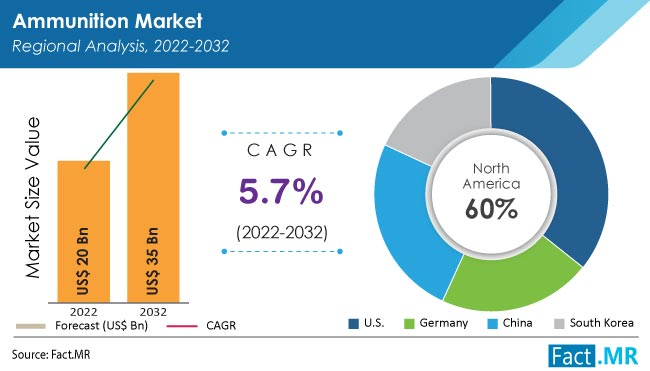 Ammunition Market
Regional Analysis, 2022-2032
Market Size Value
US$ 20 Bn
US$ 35 Bn
2022
2032
Forecast (US$ Bn)
CAGR
CAGR
5.7%
(2022-2032)
North
America
60%
U.S.
Germany
China
South Korea
Source: Fact.MR
Fact.MR